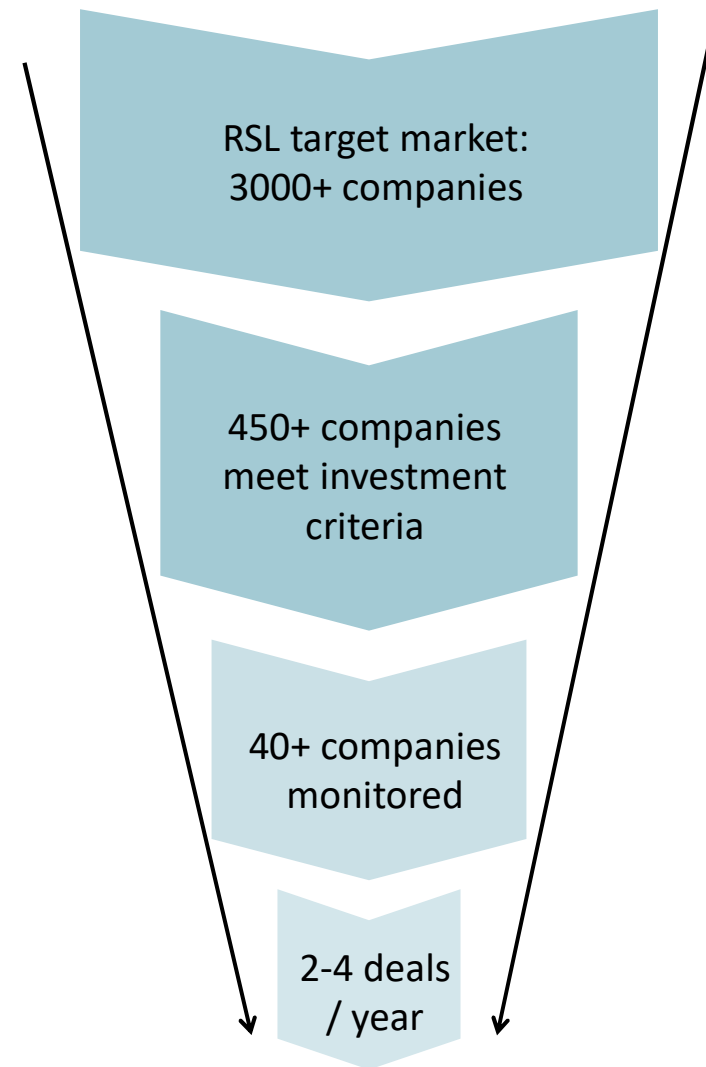 RSL target market:
3000+ companies
450+ companies
meet investment
criteria
40+ companies
monitored
2-4 deals
/ year